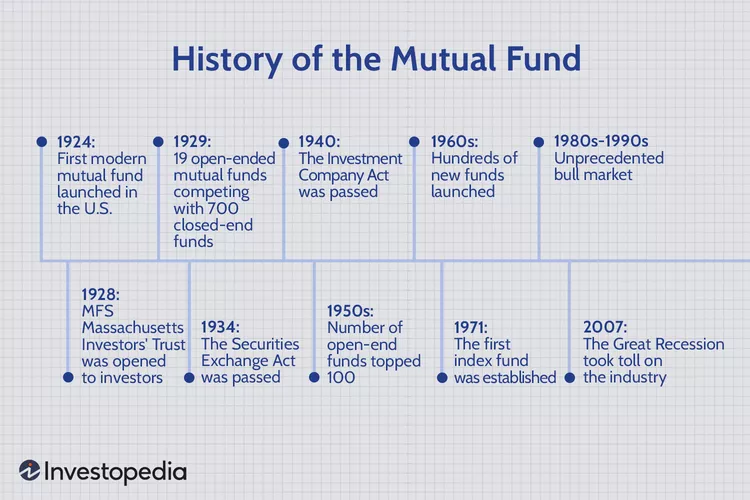 History of the Mutual Fund
1924:
First modern
mutual fund
launched in
the U.S.
1929:
19 open-ended
mutual funds
competing
with 700
closed-end
funds
1940:
The Investment
Company Act
was passed
1960s:
Hundreds of
new funds
launched
1980s-1990s
Unprecedented
bull market
1928:
MFS
Massachusetts
Investors' Trust
was opened
to investors
1934:
The Securities
Exchange Act
was passed
1950s:
Number of
open-end
funds topped
100
1971:
The first
index fund
was established
2007:
The Great Recession
took toll on
the industry
Investopedia